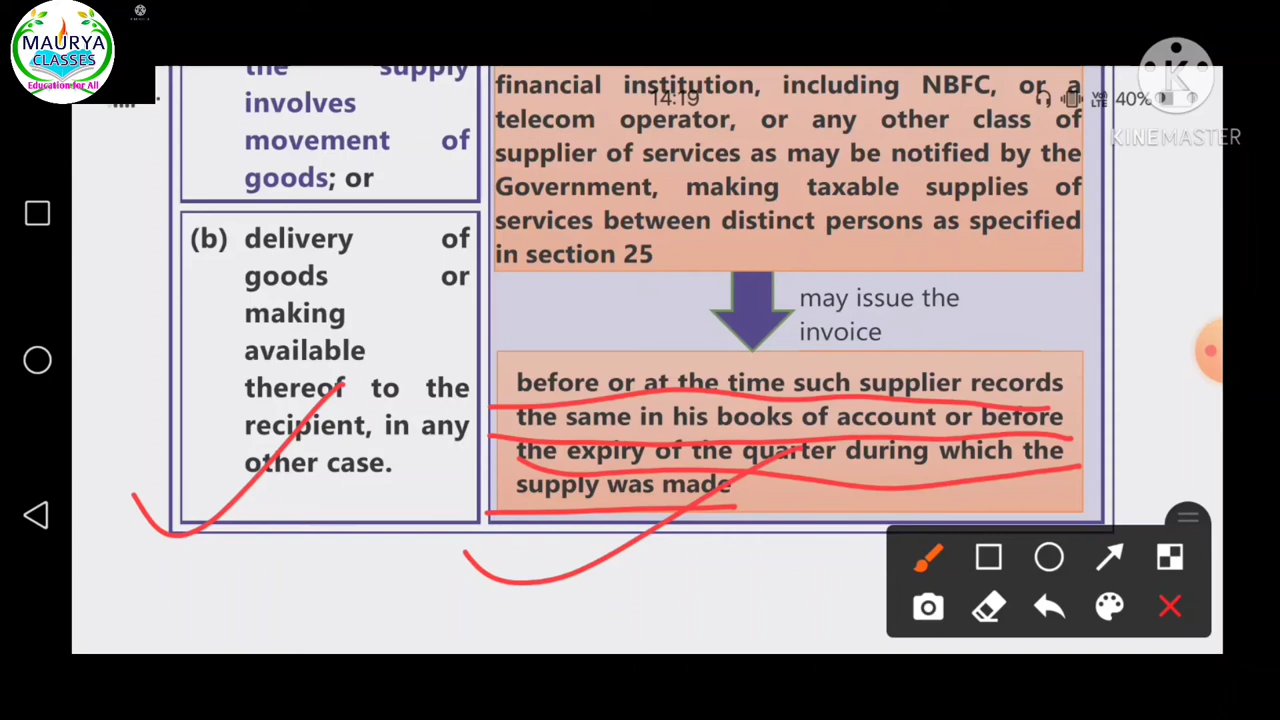 MAURYA
CLASSES
Education for All
14:19
VoI
LTE
40%
KINEMASTER
the supply
involves
movement of
goods; or
(b) delivery of
goods or
making
available
thereof to the
recipient, in any
other case.
financial institution, including NBFC, or a
telecom operator, or any other class of
supplier of services as may be notified by the
Government, making taxable supplies of
services between distinct persons as specified
in section 25
may issue the
invoice
before or at the time such supplier records
the same in his books of account or before
the expiry of the quarter during which the
supply was made